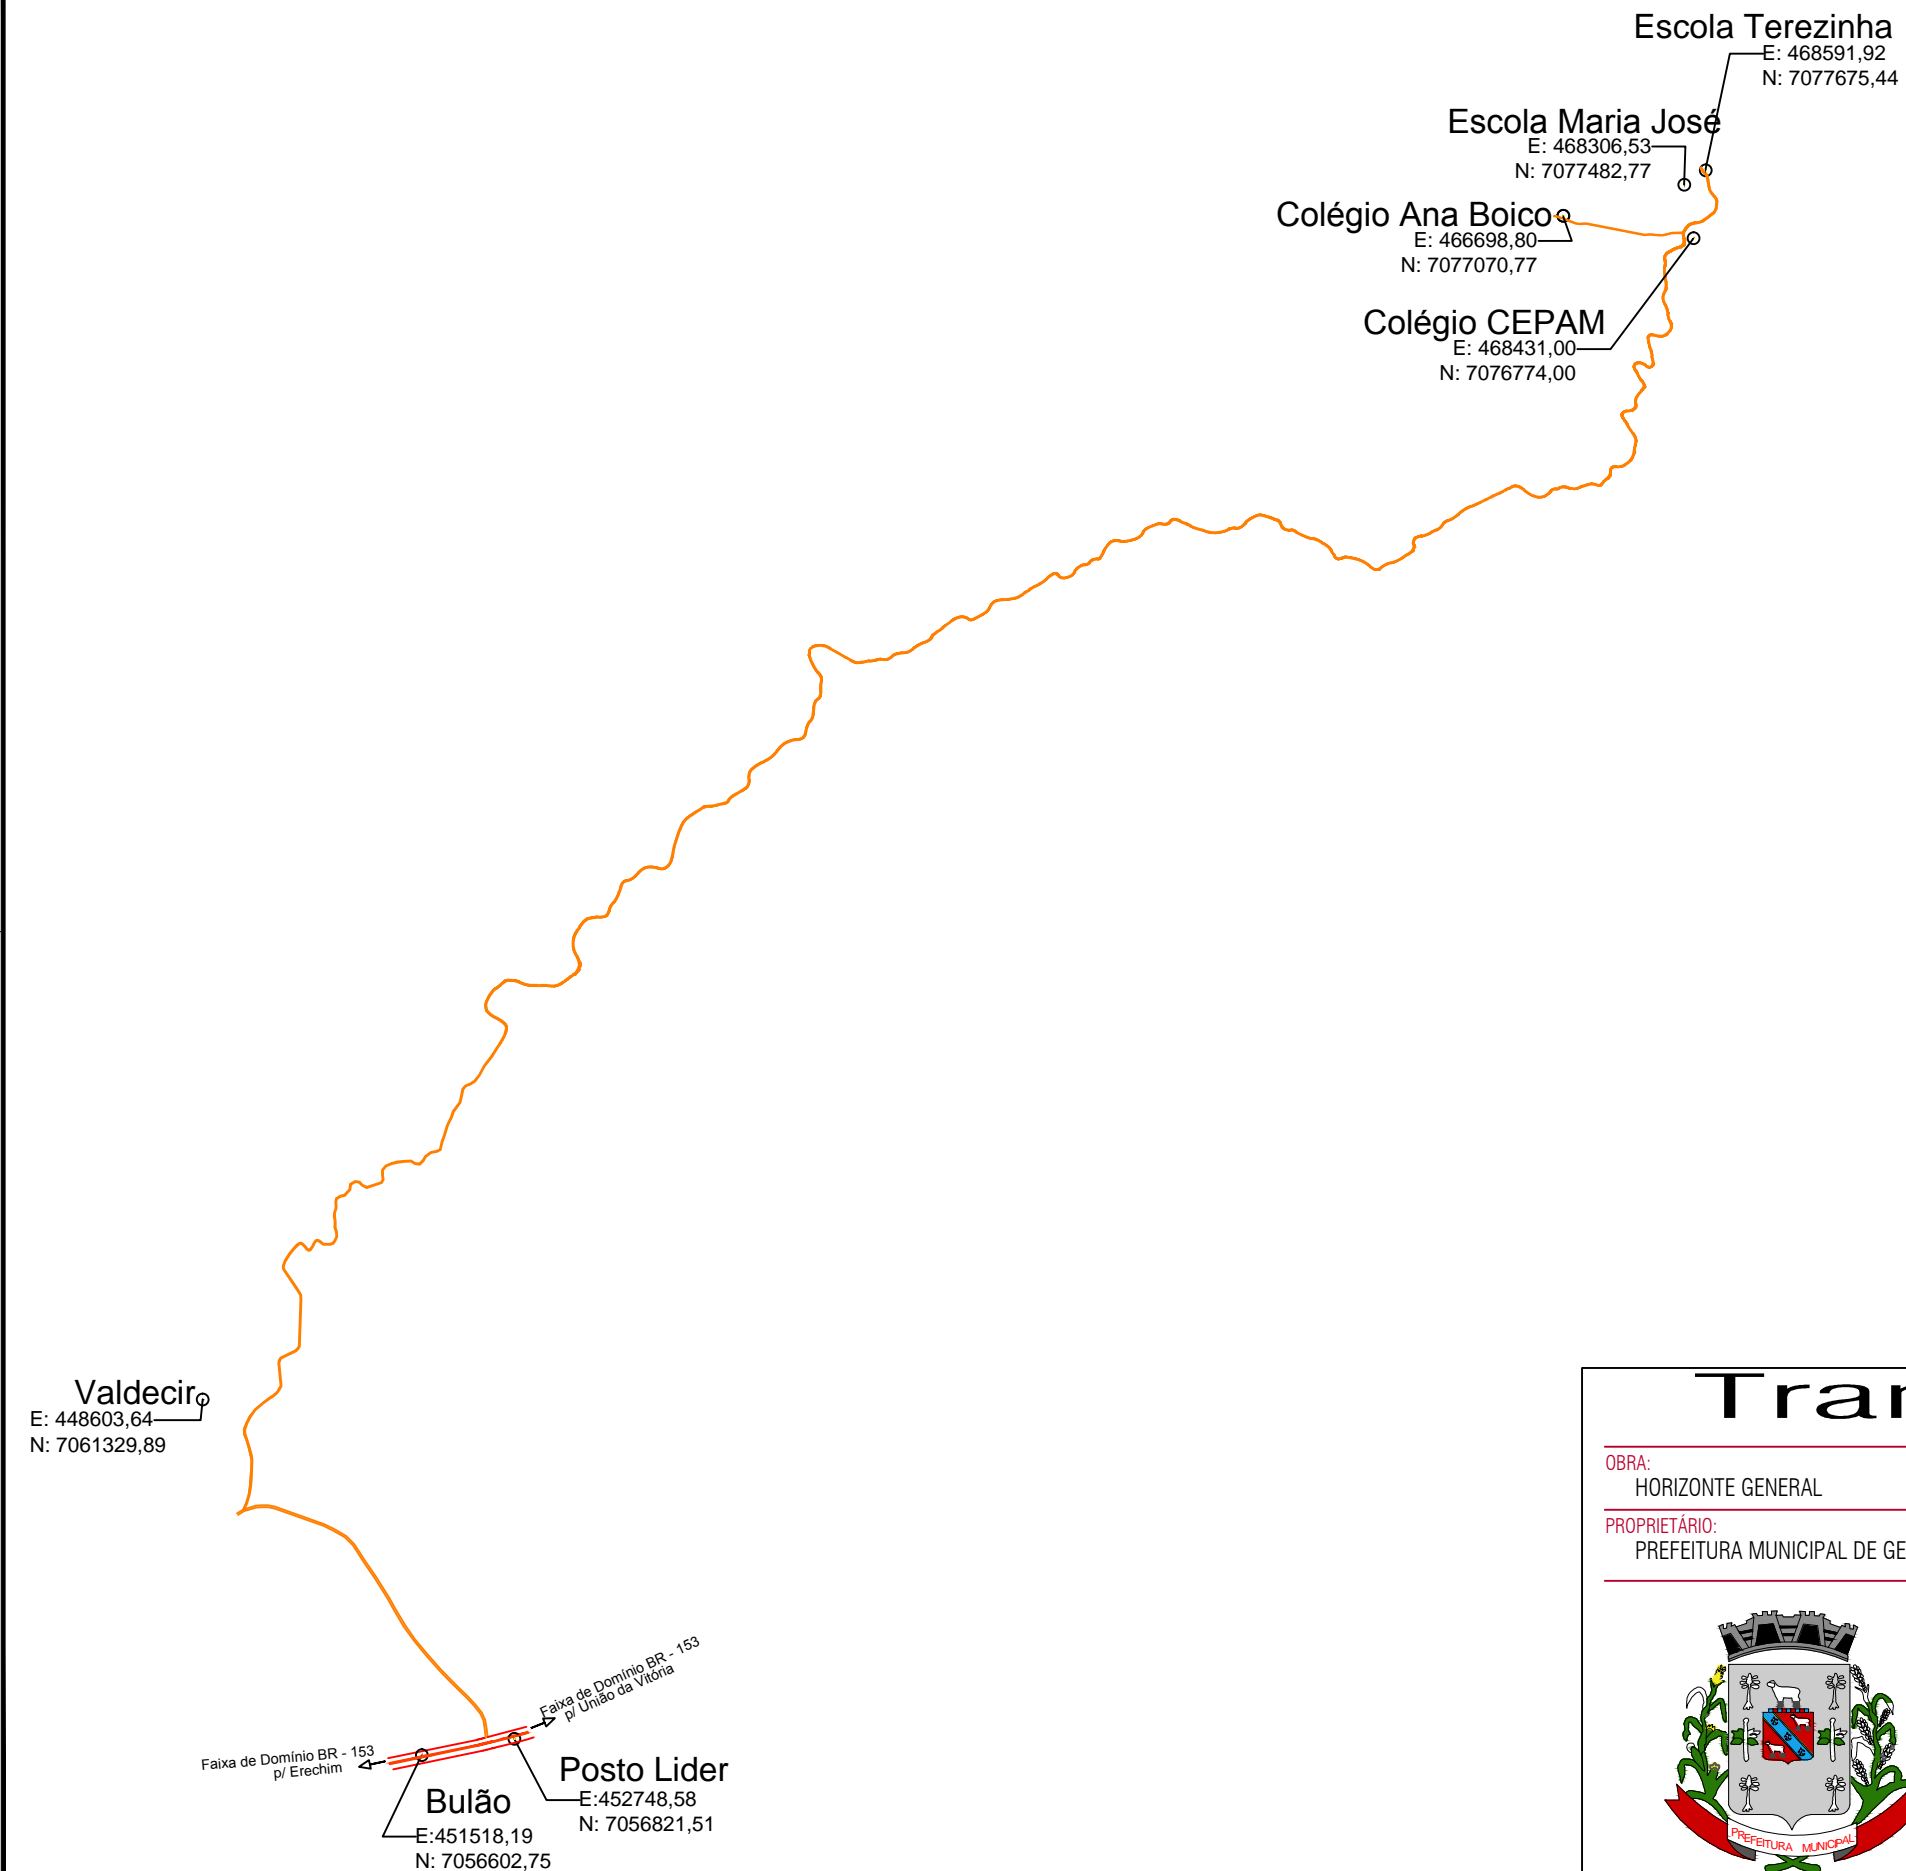 Escola Terezinha
E: 468591,92
N: 7077675,44
Escola Maria José
E: 468306,53
N: 7077482,77
Colégio Ana Boico
E: 466698,80
N: 7077070,77
Colégio CEPAM
E: 468431,00
N: 7076774,00
Valdecir
E: 448603,64
N: 7061329,89
Faixa de Domínio BR - 153
p/ União da Vitória
Faixa de Domínio BR - 153
p/ Erechim
Posto Lider
E:452748,58
N: 7056821,51
Bulão
E:451518,19
N: 7056602,75
Tran
OBRA:
HORIZONTE GENERAL
PROPRIETÁRIO:
PREFEITURA MUNICIPAL DE GE
PREFEITURA MUNICIPAL